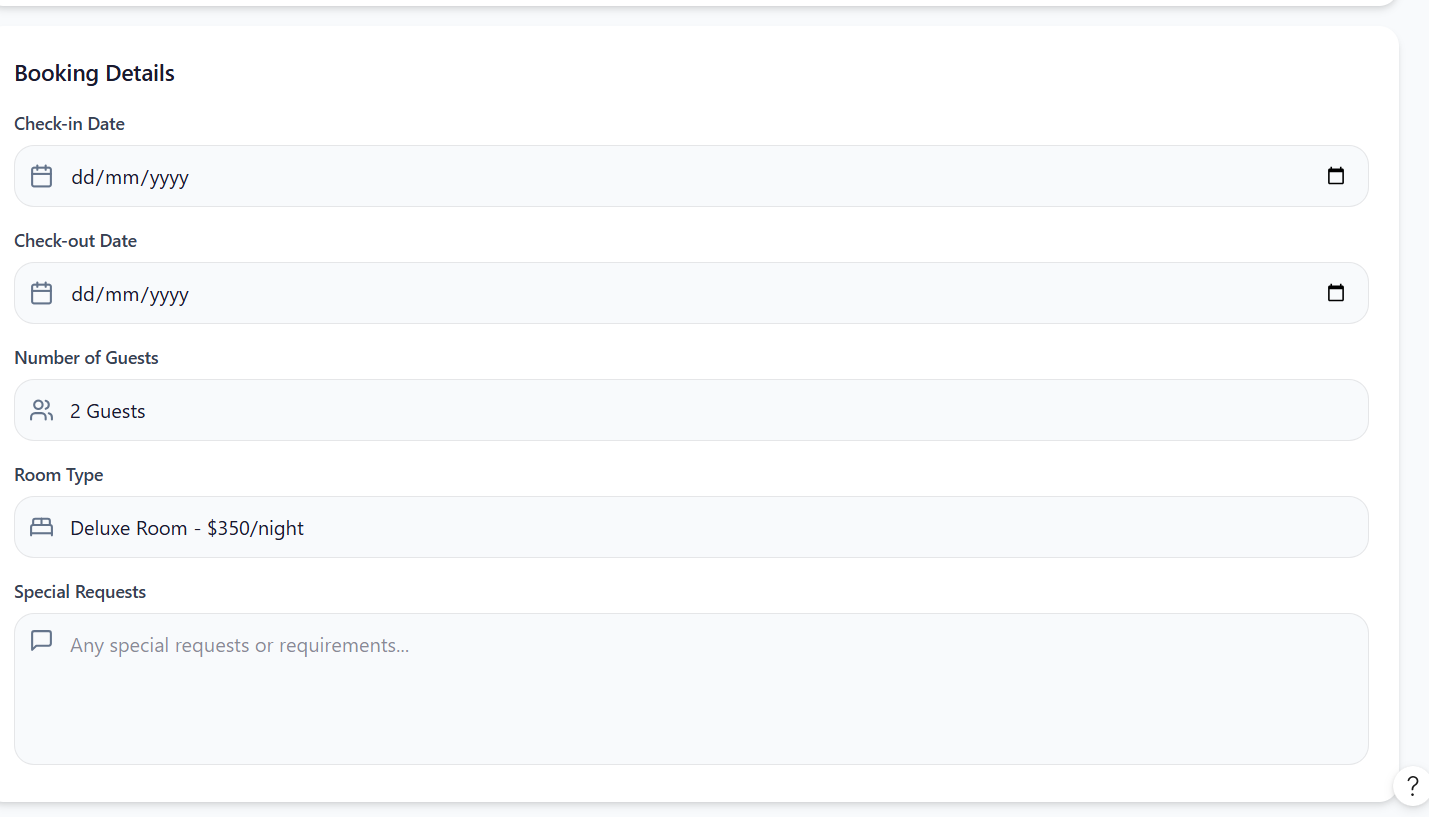 Booking Details
Check-in Date
dd/mm/yyyy
Check-out Date
dd/mm/yyyy
Number of Guests
2 Guests
Room Type
Deluxe Room - $350/night
Special Requests
Any special requests or requirements...
?